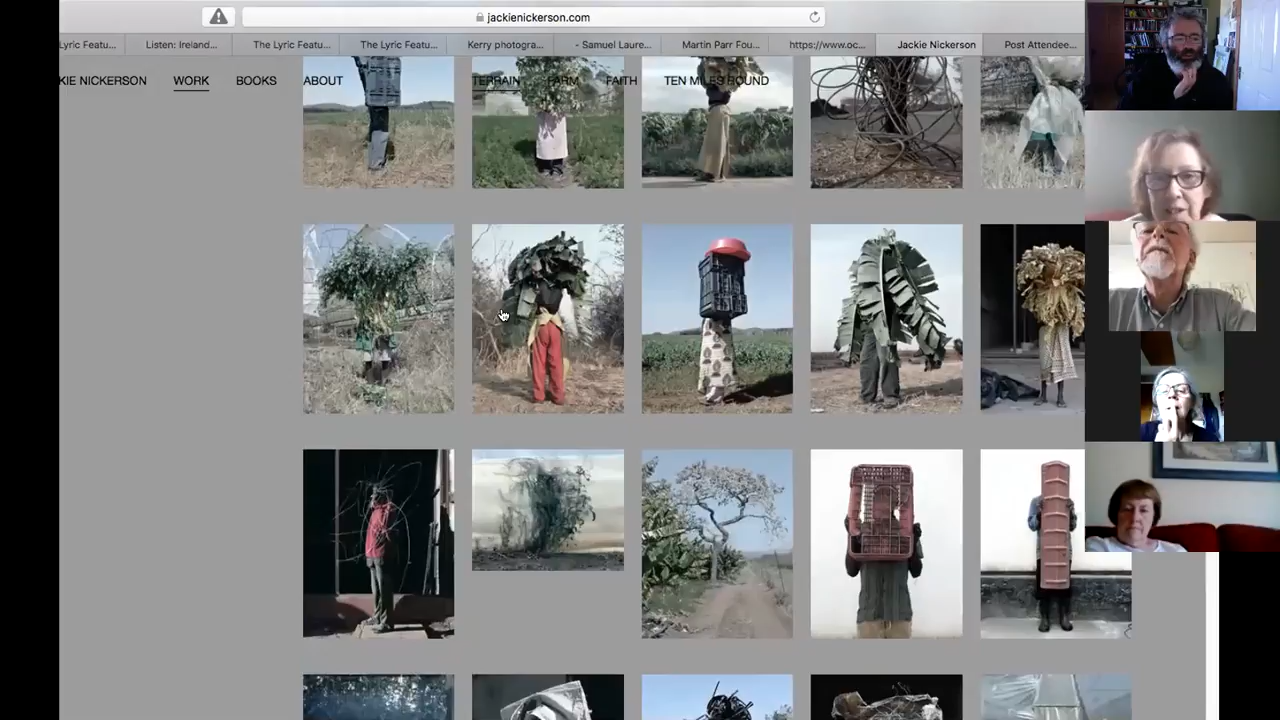 jackienickerson.com
Lyric Featu... Listen: Ireland... The Lyric Featu... The Lyric Featu... Kerry photogra... - Samuel Laure... Martin Parr Fou... https://www.oc... Jackie Nickerson Post Attendee...
KIE NICKERSON WORK BOOKS ABOUT TERRAIN FARM FAITH TEN MILES ROUND